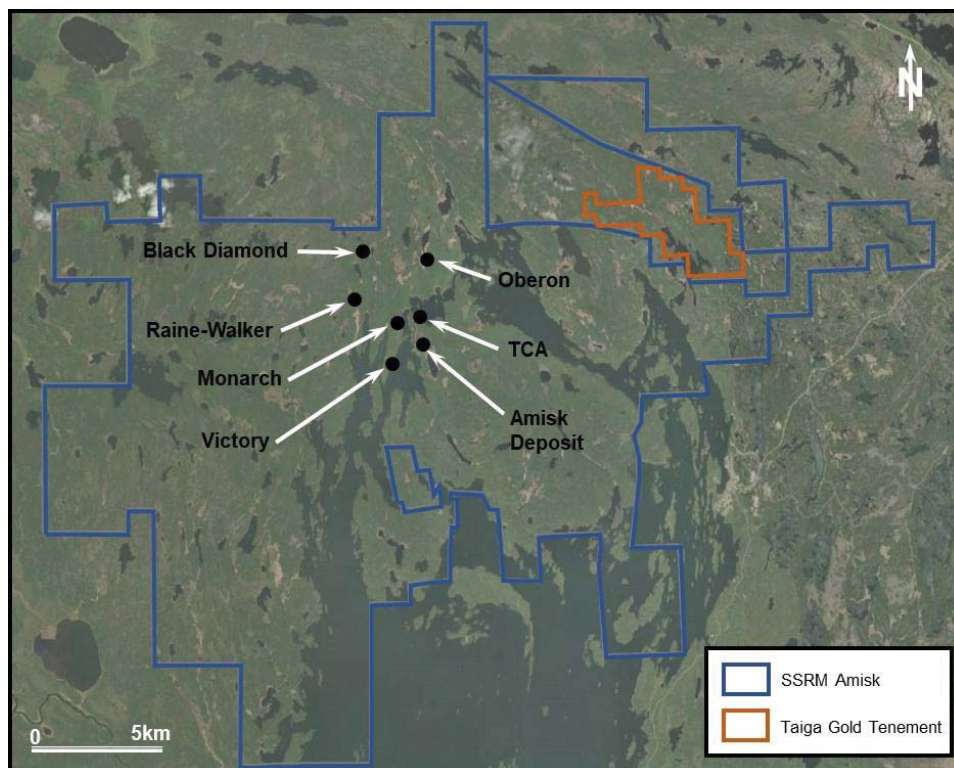 N
Black Diamond
Oberon
Raine-Walker
TCA
Monarch
Amisk
Deposit
Victory
SSRM Amisk
Taiga Gold Tenement
0 5km